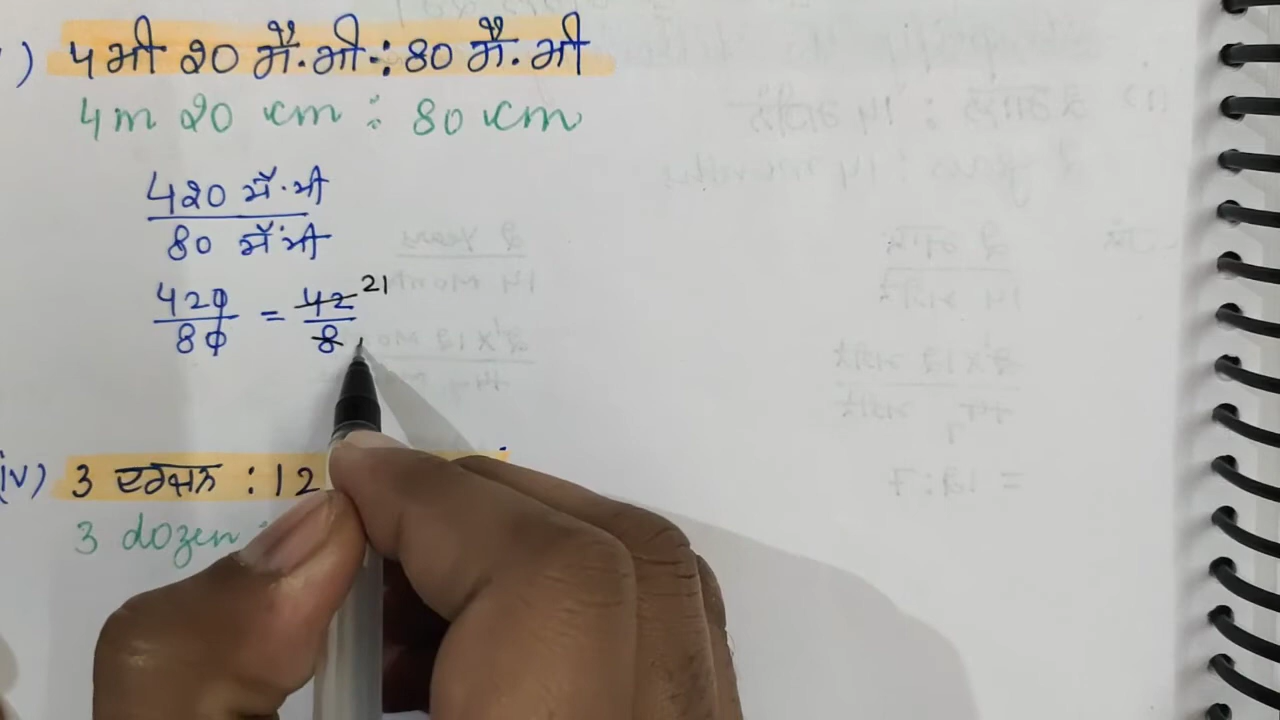 ) 4 ਮੀ 20 ਸੈਂ.ਮੀ : 80 ਸੈਂ.ਮੀ
4m 20 cm : 80 cm
420 ਸੈਂ.ਮੀ
80 ਸੈਂ.ਮੀ
420 = 42 21
80 8
(iv) 3 ਦਰਜਨ : 12
3 dozen :